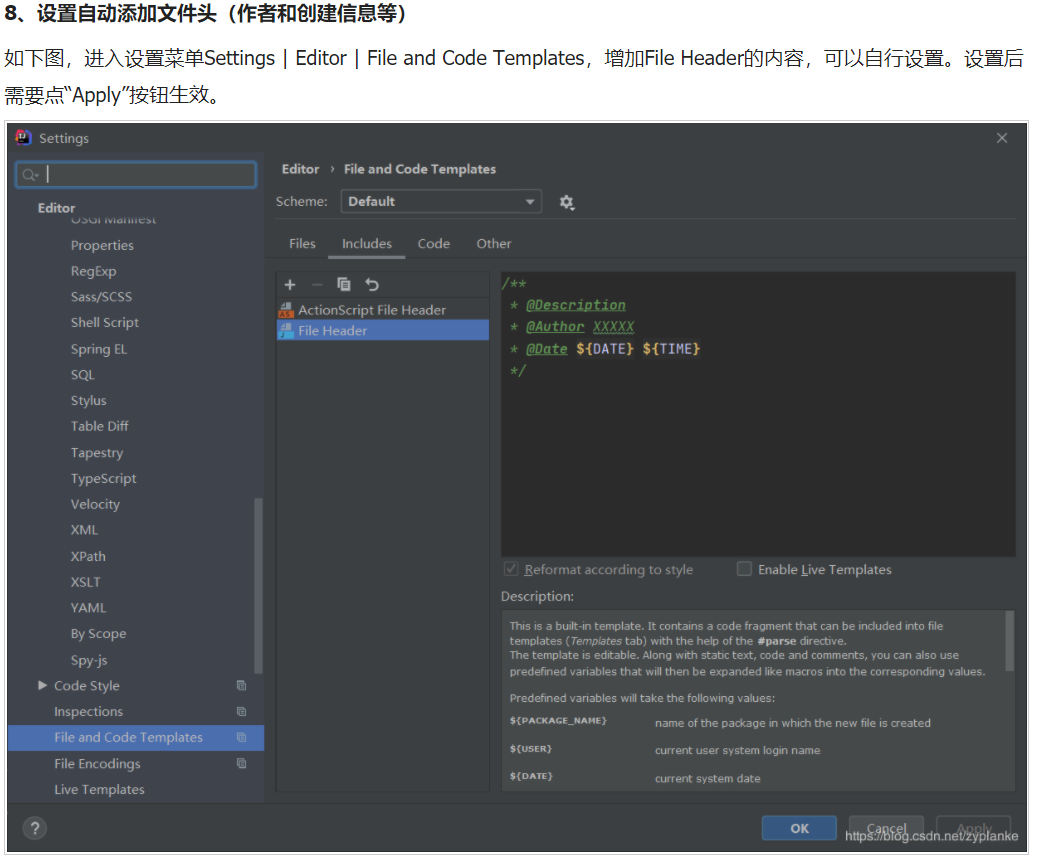 8、设置自动添加文件头（作者和创建信息等）
如下图，进入设置菜单Settings | Editor | File and Code Templates，增加File Header的内容，可以自行设置。设置后
需要点“Apply”按钮生效。
Settings
Editor
OSGi Manifest
Properties
RegExp
Sass/SCSS
Shell Script
Spring EL
SQL
Stylus
Table Diff
Tapestry
TypeScript
Velocity
XML
XPath
XSLT
YAML
By Scope
Spy-js
Code Style
Inspections
File and Code Templates
File Encodings
Live Templates
Editor › File and Code Templates
Scheme: Default
Files Includes Code Other
ActionScript File Header
File Header
/**
* @Description
* @Author XXXXX
* @Date ${DATE} ${TIME}
*/
Reformat according to style Enable Live Templates
Description:
This is a built-in template. It contains a code fragment that can be included into file
templates (Templates tab) with the help of the #parse directive.
The template is editable. Along with static text, code and comments, you can also use
predefined variables that will then be expanded like macros into the corresponding values.
Predefined variables will take the following values:
${PACKAGE_NAME} name of the package in which the new file is created
${USER} current user system login name
${DATE} current system date
? OK Cancel Apply
https://blog.csdn.net/zyplanke